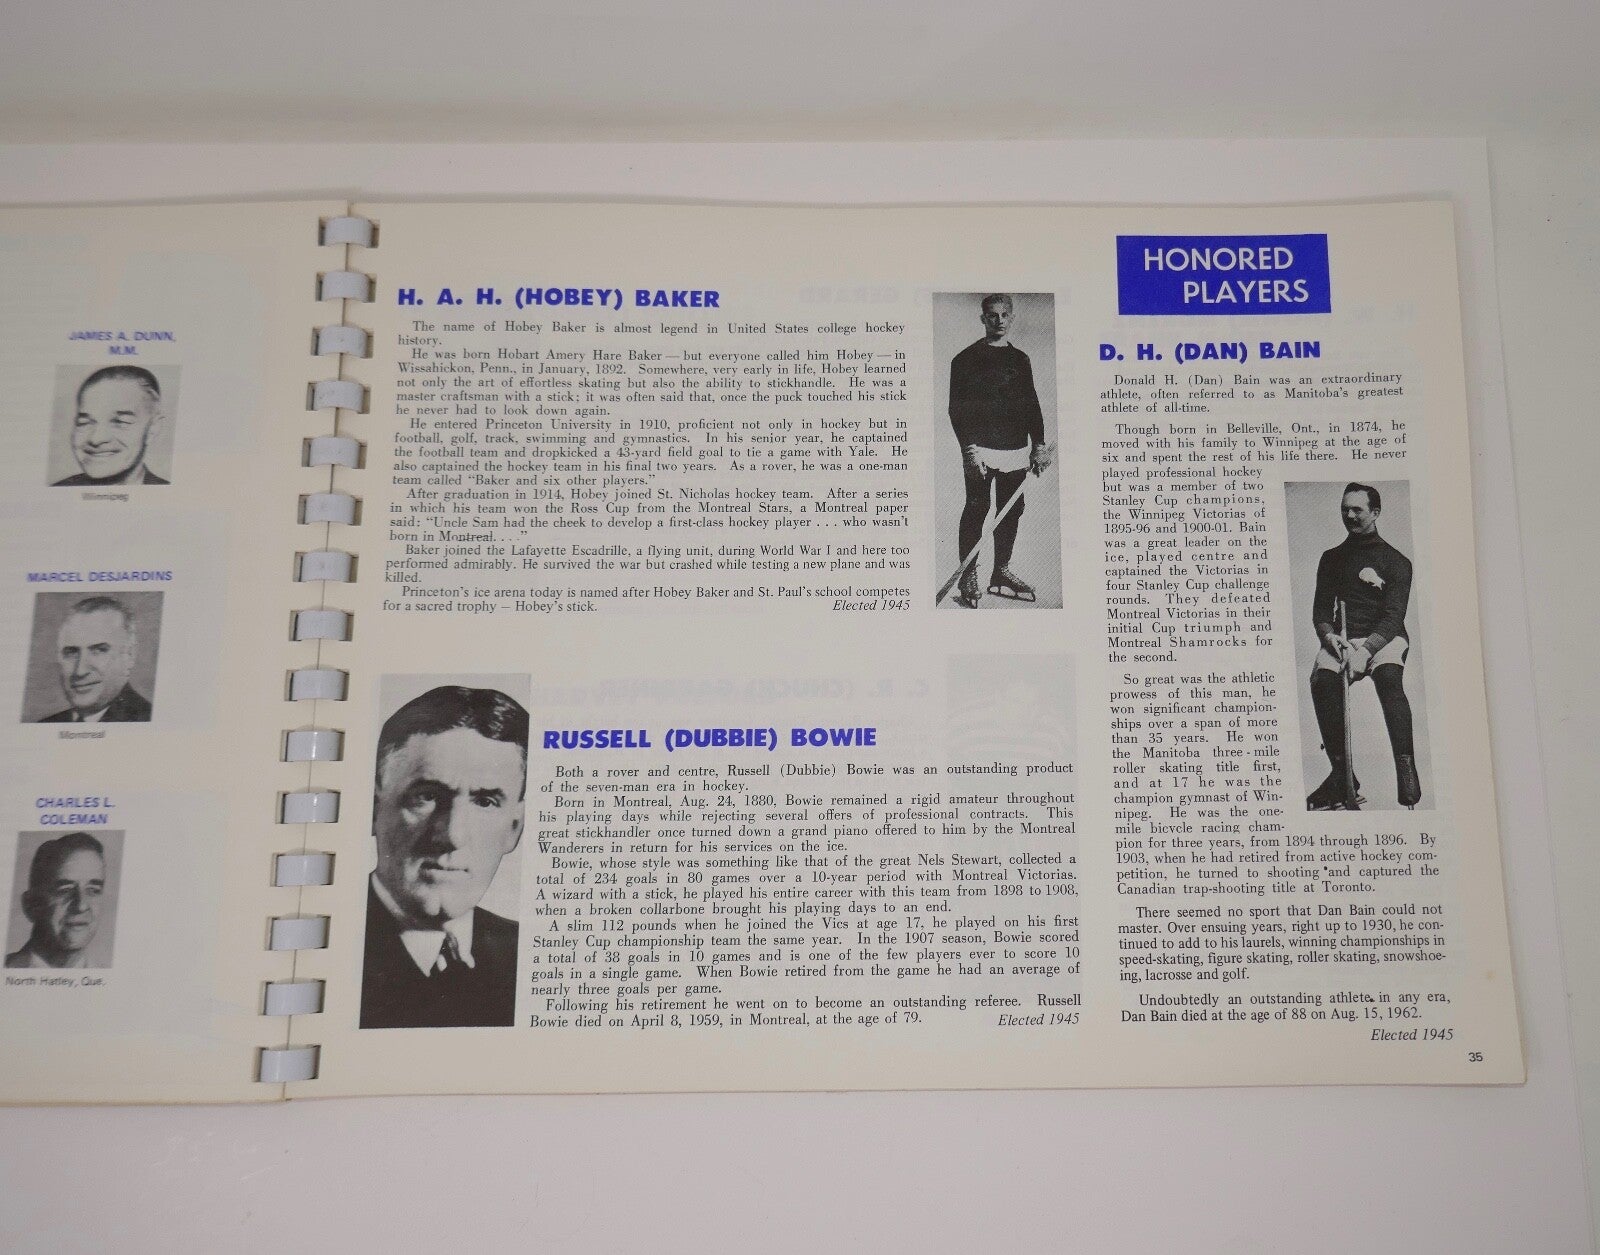 JAMES A. DUNN,
M.M.
Winnipeg
MARCEL DESJARDINS
Montreal
CHARLES L.
COLEMAN
North Hatley, Que.
H. A. H. (HOBEY) BAKER
The name of Hobey Baker is almost legend in United States college hockey
history.
He was born Hobart Amery Hare Baker — but everyone called him Hobey — in
Wissahickon, Penn., in January, 1892. Somewhere, very early in life, Hobey learned
not only the art of effortless skating but also the ability to stickhandle. He was a
master craftsman with a stick; it was often said that, once the puck touched his stick
he never had to look down again.
He entered Princeton University in 1910, proficient not only in hockey but in
football, golf, track, swimming and gymnastics. In his senior year, he captained
the football team and dropkicked a 43-yard field goal to tie a game with Yale. He
also captained the hockey team in his final two years. As a rover, he was a one-man
team called "Baker and six other players."
After graduation in 1914, Hobey joined St. Nicholas hockey team. After a series
in which his team won the Ross Cup from the Montreal Stars, a Montreal paper
said: "Uncle Sam had the cheek to develop a first-class hockey player . . . who wasn't
born in Montreal. . . ."
Baker joined the Lafayette Escadrille, a flying unit, during World War I and here too
performed admirably. He survived the war but crashed while testing a new plane and was
killed.
Princeton's ice arena today is named after Hobey Baker and St. Paul's school competes
for a sacred trophy — Hobey's stick. Elected 1945
RUSSELL (DUBBIE) BOWIE
Both a rover and centre, Russell (Dubbie) Bowie was an outstanding product
of the seven-man era in hockey.
Born in Montreal, Aug. 24, 1880, Bowie remained a rigid amateur throughout
his playing days while rejecting several offers of professional contracts. This
great stickhandler once turned down a grand piano offered to him by the Montreal
Wanderers in return for his services on the ice.
Bowie, whose style was something like that of the great Nels Stewart, collected a
total of 234 goals in 80 games over a 10-year period with Montreal Victorias.
A wizard with a stick, he played his entire career with this team from 1898 to 1908,
when a broken collarbone brought his playing days to an end.
A slim 112 pounds when he joined the Vics at age 17, he played on his first
Stanley Cup championship team the same year. In the 1907 season, Bowie scored
a total of 38 goals in 10 games and is one of the few players ever to score 10
goals in a single game. When Bowie retired from the game he had an average of
nearly three goals per game.
Following his retirement he went on to become an outstanding referee. Russell
Bowie died on April 8, 1959, in Montreal, at the age of 79. Elected 1945
HONORED
PLAYERS
D. H. (DAN) BAIN
Donald H. (Dan) Bain was an extraordinary
athlete, often referred to as Manitoba's greatest
athlete of all-time.
Though born in Belleville, Ont., in 1874, he
moved with his family to Winnipeg at the age of
six and spent the rest of his life there. He never
played professional hockey
but was a member of two
Stanley Cup champions,
the Winnipeg Victorias of
1895-96 and 1900-01. Bain
was a great leader on the
ice, played centre and
captained the Victorias in
four Stanley Cup challenge
rounds. They defeated
Montreal Victorias in their
initial Cup triumph and
Montreal Shamrocks for
the second.
So great was the athletic
prowess of this man, he
won significant champion-
ships over a span of more
than 35 years. He won
the Manitoba three-mile
roller skating title first,
and at 17 he was the
champion gymnast of Win-
nipeg. He was the one-
mile bicycle racing cham-
pion for three years, from 1894 through 1896. By
1903, when he had retired from active hockey com-
petition, he turned to shooting and captured the
Canadian trap-shooting title at Toronto.
There seemed no sport that Dan Bain could not
master. Over ensuing years, right up to 1930, he con-
tinued to add to his laurels, winning championships in
speed-skating, figure skating, roller skating, snowshoe-
ing, lacrosse and golf.
Undoubtedly an outstanding athlete in any era,
Dan Bain died at the age of 88 on Aug. 15, 1962.
Elected 1945
35